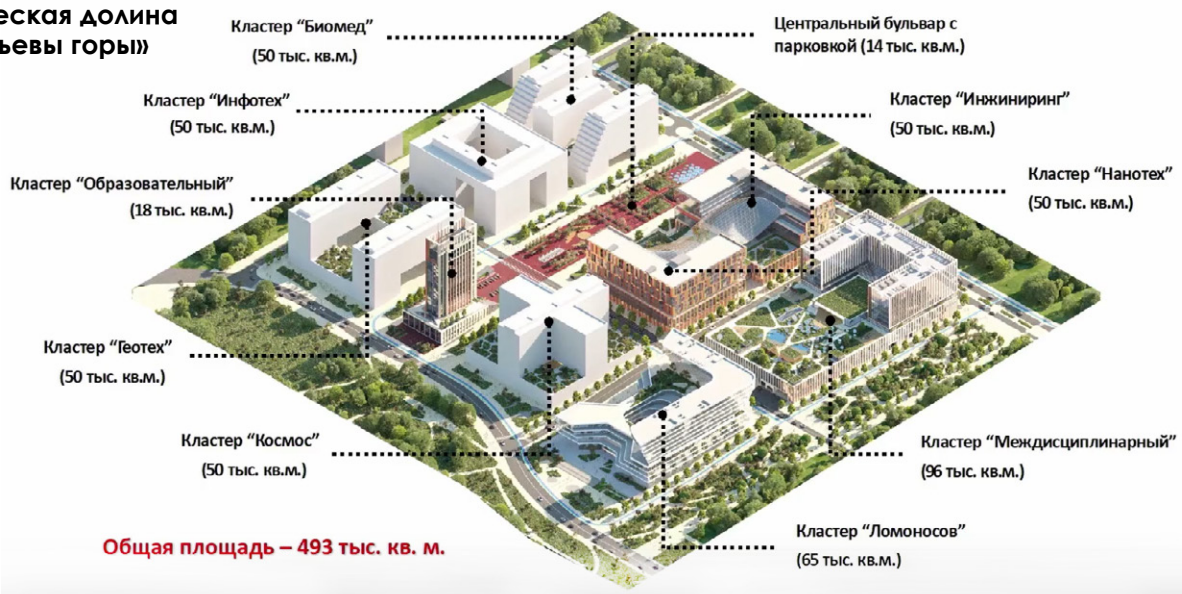 еская долина
ьевы горы»
Кластер “Биомед”
(50 тыс. кв.м.)
Центральный бульвар с
парковкой (14 тыс. кв.м.)
Кластер “Инфотех”
(50 тыс. кв.м.)
Кластер “Инжиниринг”
(50 тыс. кв.м.)
Кластер “Образовательный”
(18 тыс. кв.м.)
Кластер “Нанотех”
(50 тыс. кв.м.)
Кластер “Геотех”
(50 тыс. кв.м.)
Кластер “Космос”
(50 тыс. кв.м.)
Кластер “Междисциплинарный”
(96 тыс. кв.м.)
Кластер “Ломоносов”
(65 тыс. кв.м.)
Общая площадь – 493 тыс. кв. м.